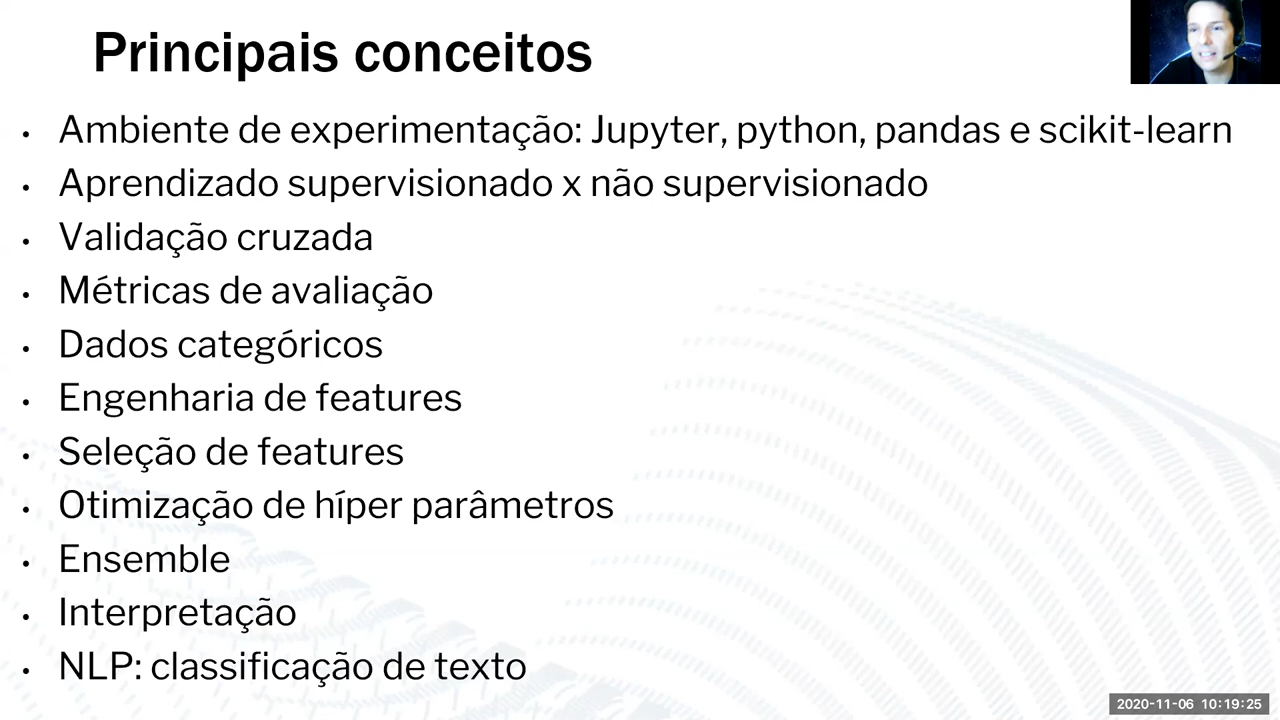 Principais conceitos
• Ambiente de experimentação: Jupyter, python, pandas e scikit-learn
• Aprendizado supervisionado x não supervisionado
• Validação cruzada
• Métricas de avaliação
• Dados categóricos
• Engenharia de features
• Seleção de features
• Otimização de híper parâmetros
• Ensemble
• Interpretação
• NLP: classificação de texto
2020-11-06 10:19:25